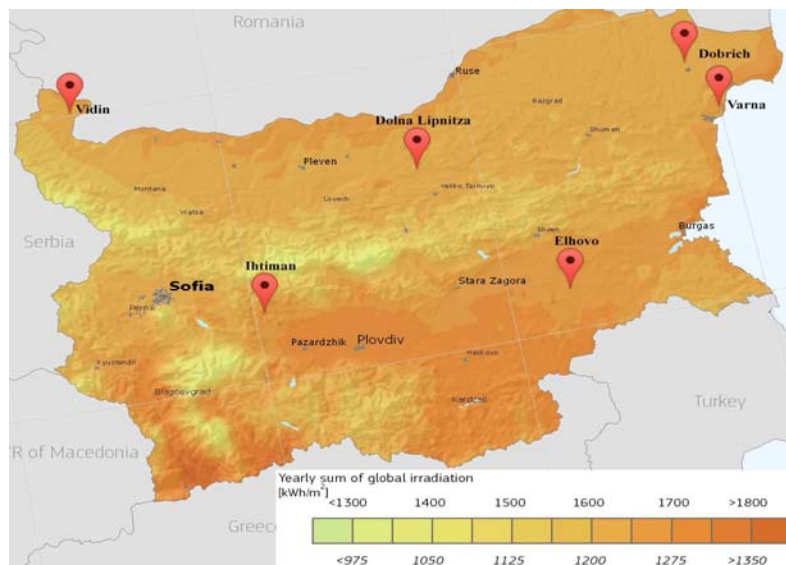 Romania
Dobrich
Vidin
Ruse
Varna
Razgrad
Dolna Lipnitza
Shumen
Pleven
Montana
Veliko Tarnovo
Lovech
Vratsa
Serbia
Burgas
Sliven
Elhovo
Ihtiman
Sofia
Stara Zagora
Pernik
Pazardzhik
Plovdiv
Haskovo
Kyustendil
Blagoevgrad
Kardzali
Turkey
YR of Macedonia
Greece
Yearly sum of global irradiation
[kWh/m²]
<1300 1400 1500 1600 1700 >1800
<975 1050 1125 1200 1275 >1350